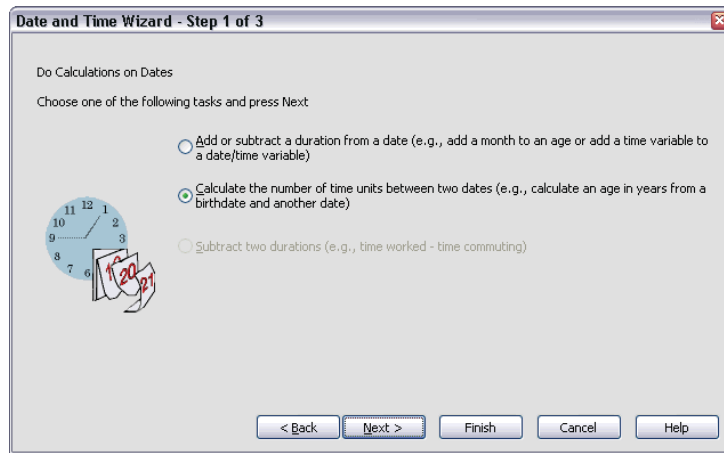 Date and Time Wizard - Step 1 of 3
Do Calculations on Dates
Choose one of the following tasks and press Next
Add or subtract a duration from a date (e.g., add a month to an age or add a time variable to
a date/time variable)
Calculate the number of time units between two dates (e.g., calculate an age in years from a
birthdate and another date)
Subtract two durations (e.g., time worked - time commuting)
11 12 1
10 2
9 3
8
7 6
19 20 21
< Back Next > Finish Cancel Help